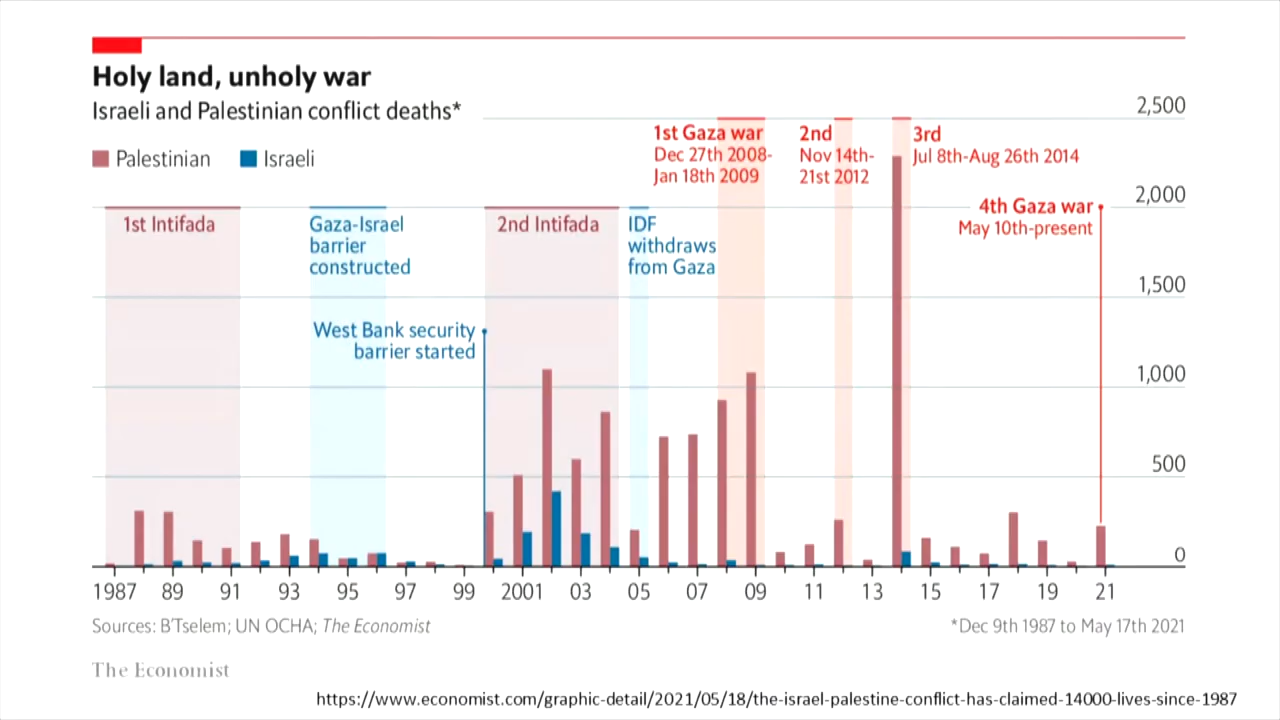 Holy land, unholy war
Israeli and Palestinian conflict deaths*
Palestinian
Israeli
2,500
1st Gaza war
Dec 27th 2008-
Jan 18th 2009
2nd
Nov 14th-
21st 2012
3rd
Jul 8th-Aug 26th 2014
2,000
4th Gaza war
May 10th-present
1st Intifada
Gaza-Israel
barrier
constructed
2nd Intifada
IDF
withdraws
from Gaza
1,500
West Bank security
barrier started
1,000
500
0
1987 89 91 93 95 97 99 2001 03 05 07 09 11 13 15 17 19 21
Sources: B'Tselem; UN OCHA; The Economist
*Dec 9th 1987 to May 17th 2021
The Economist
https://www.economist.com/graphic-detail/2021/05/18/the-israel-palestine-conflict-has-claimed-14000-lives-since-1987